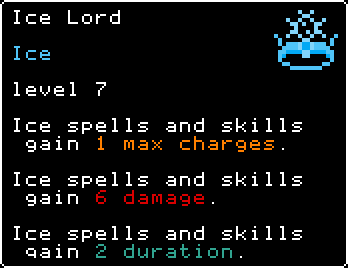 Ice Lord
Ice
level 7
Ice spells and skills
gain 1 max charges.
Ice spells and skills
gain 6 damage.
Ice spells and skills
gain 2 duration.